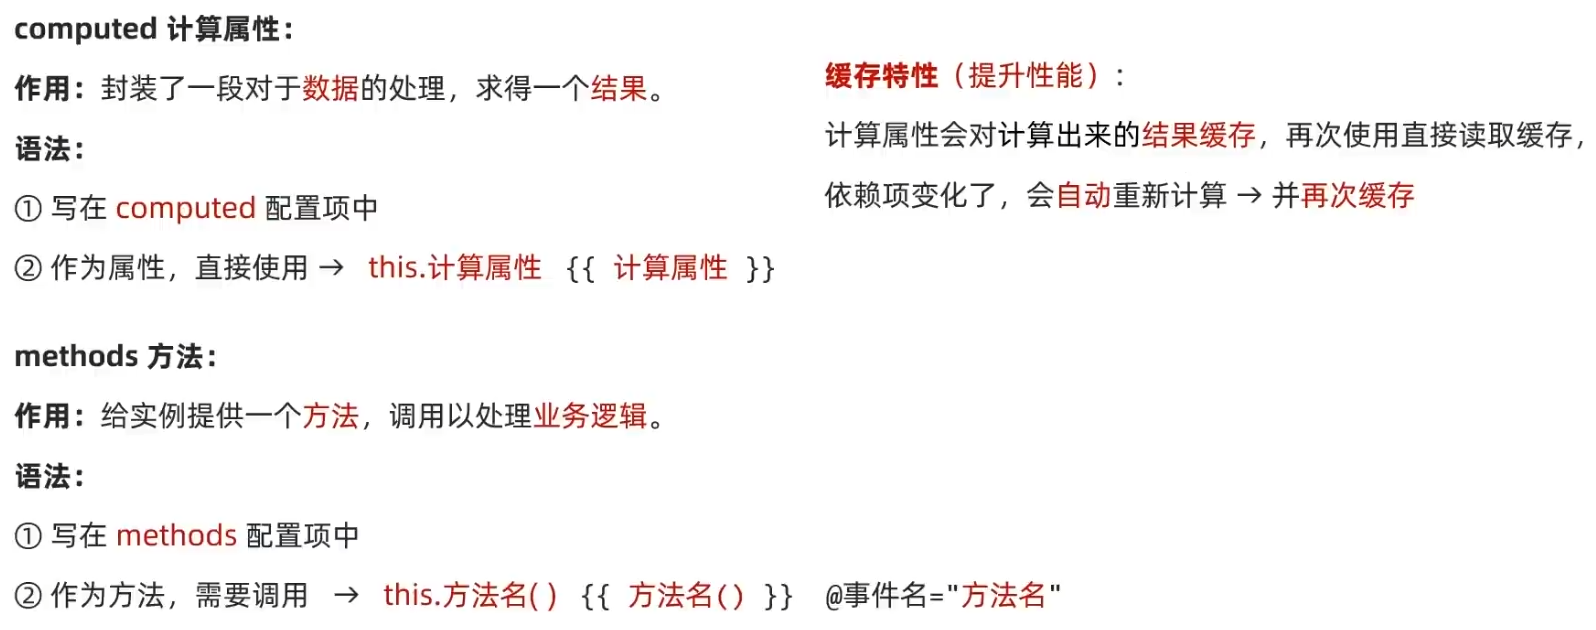 computed 计算属性：
作用：封装了一段对于数据的处理，求得一个结果。
语法：
① 写在 computed 配置项中
② 作为属性，直接使用 → this.计算属性 {{ 计算属性 }}
缓存特性（提升性能）：
计算属性会对计算出来的结果缓存，再次使用直接读取缓存，
依赖项变化了，会自动重新计算 → 并再次缓存
methods 方法：
作用：给实例提供一个方法，调用以处理业务逻辑。
语法：
① 写在 methods 配置项中
② 作为方法，需要调用 → this.方法名( ) {{ 方法名() }} @事件名="方法名"